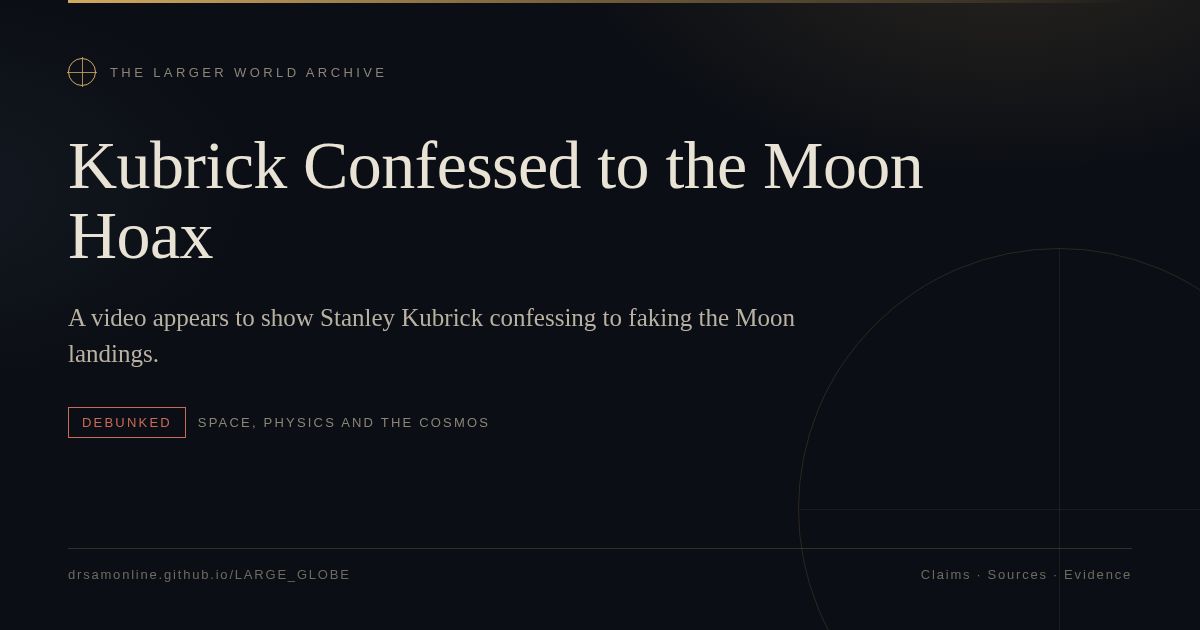 THE LARGER WORLD ARCHIVE
Kubrick Confessed to the Moon
Hoax
A video appears to show Stanley Kubrick confessing to faking the Moon
landings.
DEBUNKED
SPACE, PHYSICS AND THE COSMOS
drsamonline.github.io/LARGE_GLOBE
Claims · Sources · Evidence